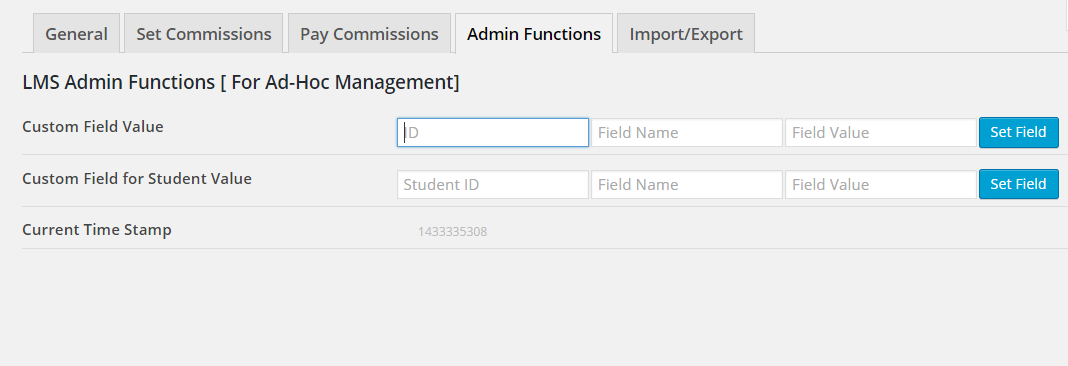 General Set Commissions Pay Commissions Admin Functions Import/Export
LMS Admin Functions [ For Ad-Hoc Management]
Custom Field Value ID Field Name Field Value Set Field
Custom Field for Student Value Student ID Field Name Field Value Set Field
Current Time Stamp 1433335308